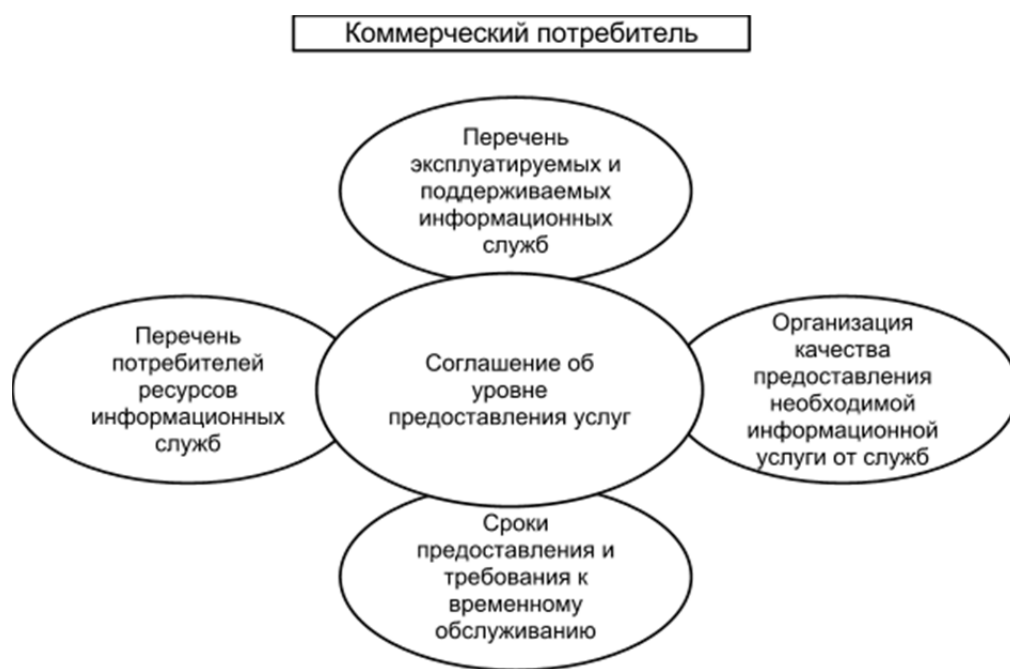 Коммерческий потребитель
Перечень
эксплуатируемых и
поддерживаемых
информационных
служб
Перечень
потребителей
ресурсов
информационных
служб
Соглашение об
уровне
предоставления услуг
Организация
качества
предоставления
необходимой
информационной
услуги от служб
Сроки
предоставления и
требования к
временному
обслуживанию